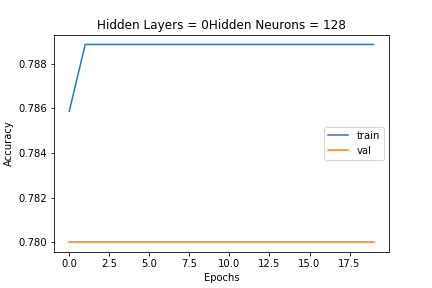 Hidden Layers = 0Hidden Neurons = 128
0.788
0.786
0.784
0.782
0.780
Accuracy
train
val
0.0 2.5 5.0 7.5 10.0 12.5 15.0 17.5
Epochs